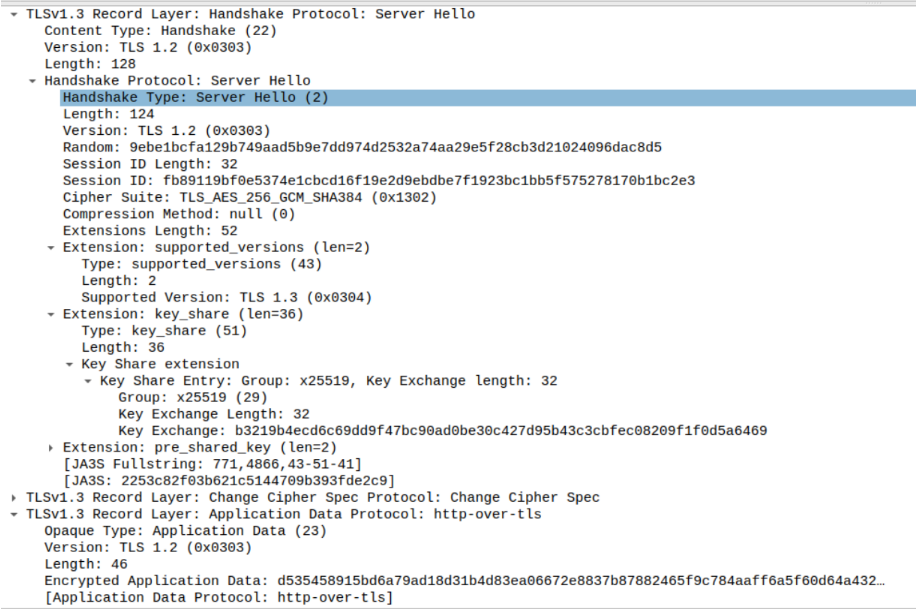 TLSv1.3 Record Layer: Handshake Protocol: Server Hello
Content Type: Handshake (22)
Version: TLS 1.2 (0x0303)
Length: 128
Handshake Protocol: Server Hello
Handshake Type: Server Hello (2)
Length: 124
Version: TLS 1.2 (0x0303)
Random: 9ebe1bcfa129b749aad5b9e7dd974d2532a74aa29e5f28cb3d21024096dac8d5
Session ID Length: 32
Session ID: fb89119bf0e5374e1cbcd16f19e2d9ebdbe7f1923bc1bb5f575278170b1bc2e3
Cipher Suite: TLS_AES_256_GCM_SHA384 (0x1302)
Compression Method: null (0)
Extensions Length: 52
Extension: supported_versions (len=2)
Type: supported_versions (43)
Length: 2
Supported Version: TLS 1.3 (0x0304)
Extension: key_share (len=36)
Type: key_share (51)
Length: 36
Key Share extension
Key Share Entry: Group: x25519, Key Exchange length: 32
Group: x25519 (29)
Key Exchange Length: 32
Key Exchange: b3219b4ecd6c69dd9f47bc90ad0be30c427d95b43c3cbfec08209f1f0d5a6469
Extension: pre_shared_key (len=2)
[JA3S Fullstring: 771,4866,43-51-41]
[JA3S: 2253c82f03b621c5144709b393fde2c9]
TLSv1.3 Record Layer: Change Cipher Spec Protocol: Change Cipher Spec
TLSv1.3 Record Layer: Application Data Protocol: http-over-tls
Opaque Type: Application Data (23)
Version: TLS 1.2 (0x0303)
Length: 46
Encrypted Application Data: d535458915bd6a79ad18d31b4d83ea06672e8837b87882465f9c784aaff6a5f60d64a432…
[Application Data Protocol: http-over-tls]